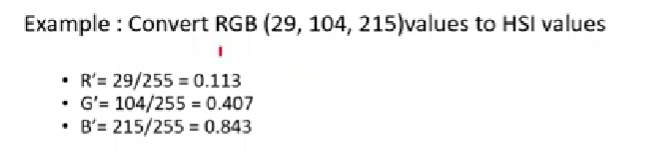 Example : Convert RGB (29, 104, 215)values to HSI values
• R'= 29/255 = 0.113
• G'= 104/255 = 0.407
• B'= 215/255 = 0.843